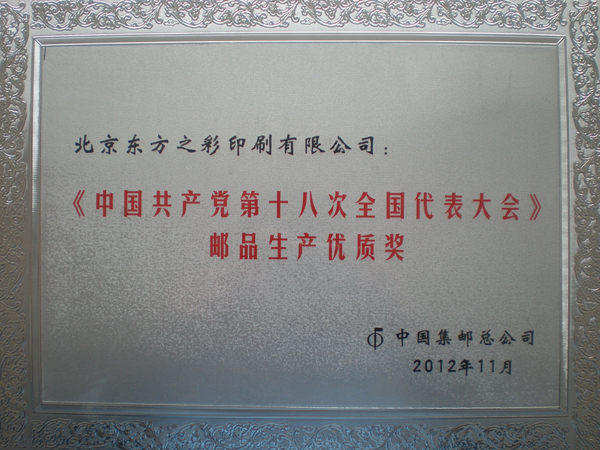 北京东方之彩印刷有限公司：
《中国共产党第十八次全国代表大会》
邮品生产优质奖
中国集邮总公司
2012年11月